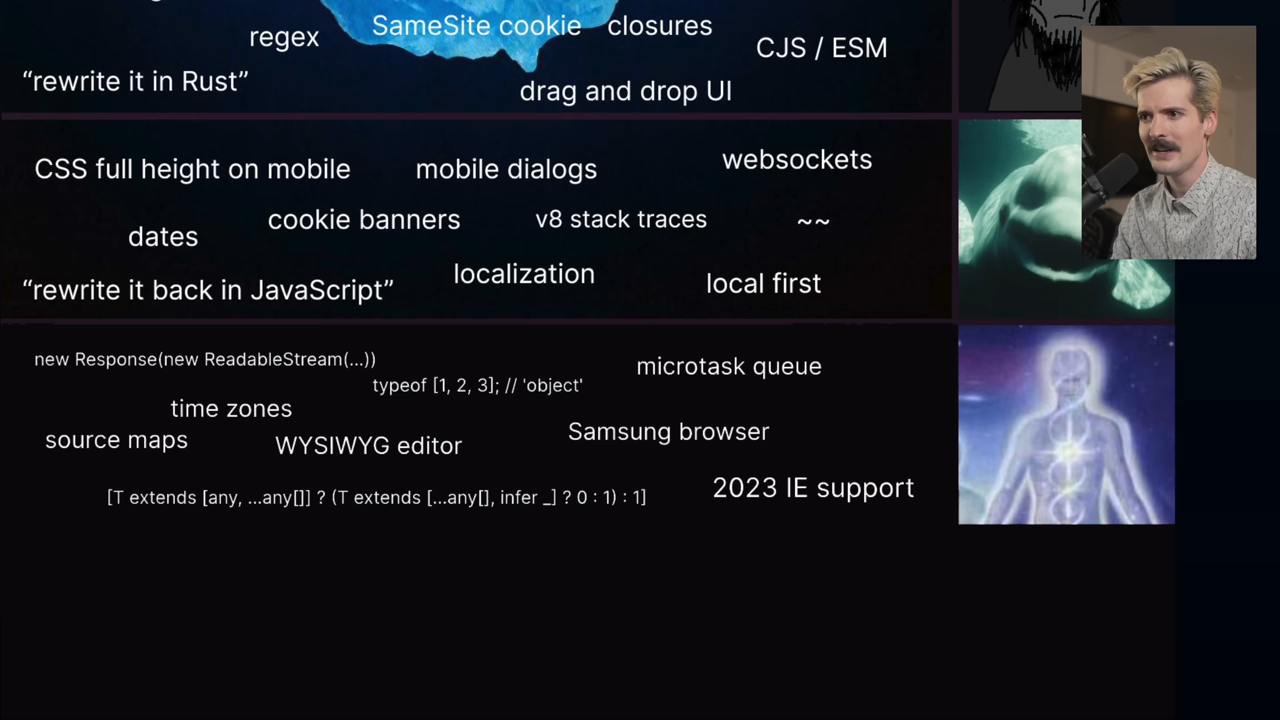 SameSite cookie
closures
regex
CJS / ESM
“rewrite it in Rust”
drag and drop UI
CSS full height on mobile
mobile dialogs
websockets
cookie banners
v8 stack traces
~~
dates
localization
“rewrite it back in JavaScript”
local first
new Response(new ReadableStream(...))
microtask queue
typeof [1, 2, 3]; // 'object'
time zones
source maps
WYSIWYG editor
Samsung browser
[T extends [any, ...any[]] ? (T extends [...any[], infer _] ? 0 : 1) : 1]
2023 IE support